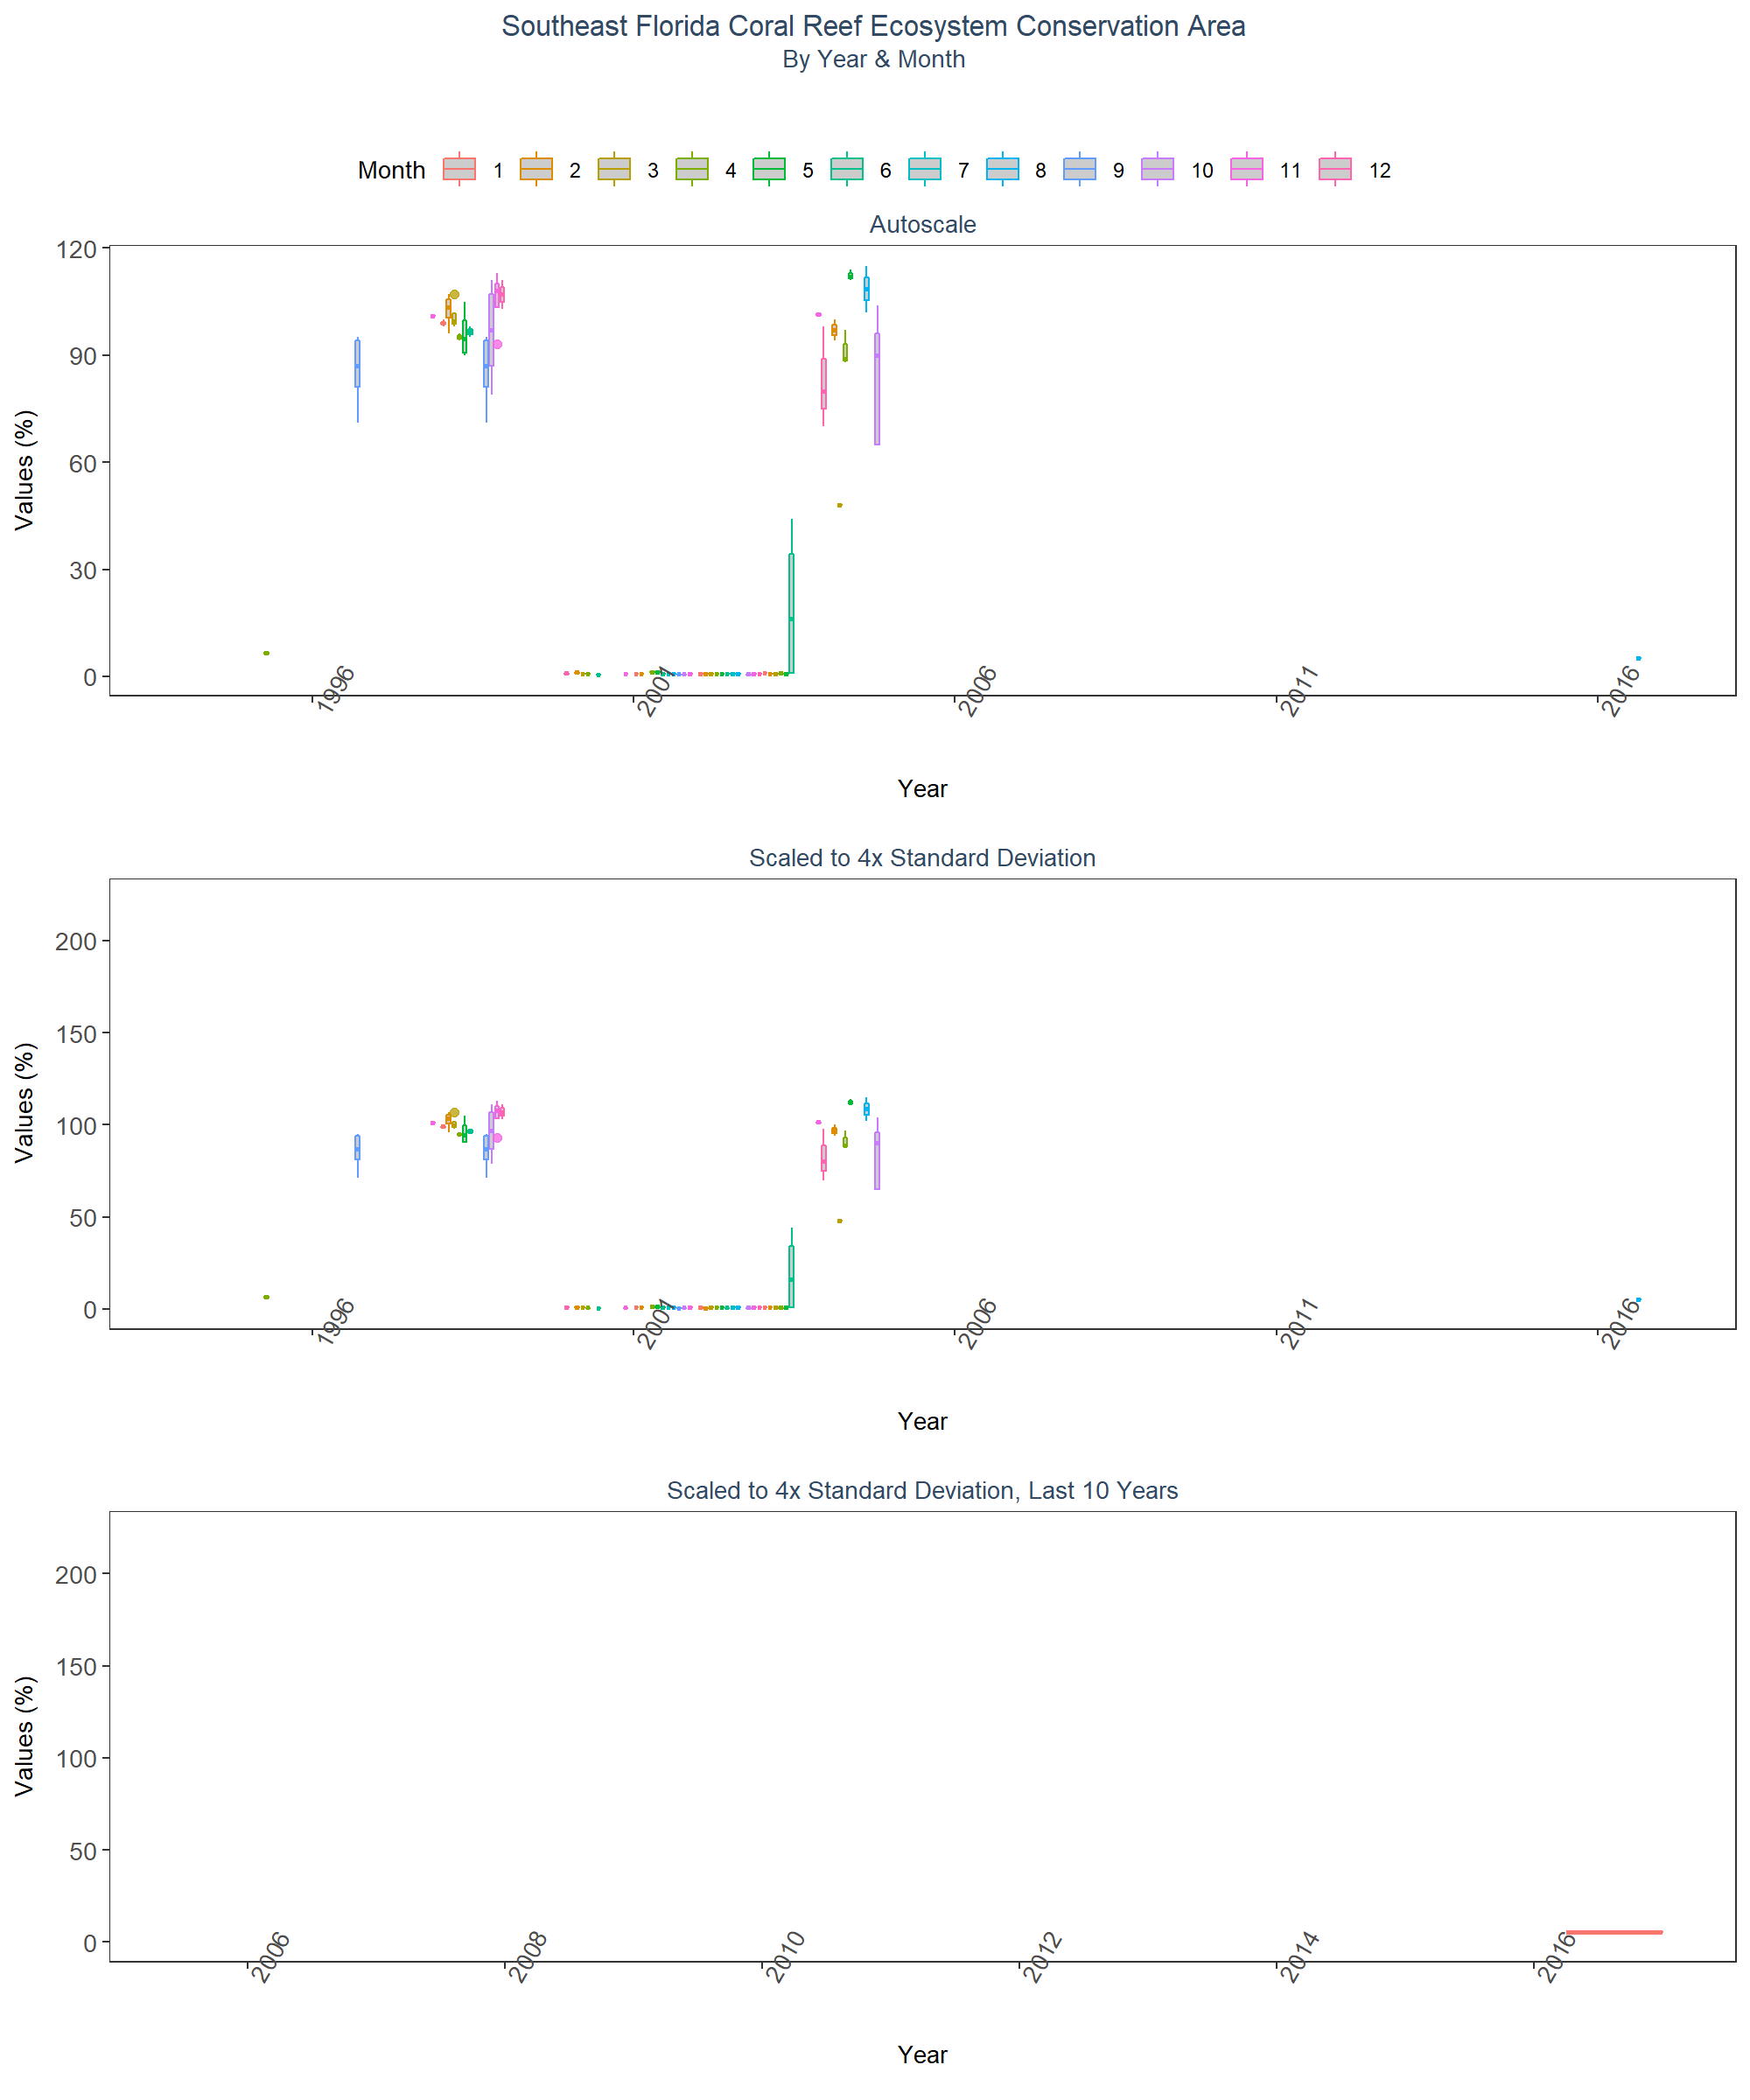 Southeast Florida Coral Reef Ecosystem Conservation Area
By Year & Month
Month 1 2 3 4 5 6 7 8 9 10 11 12
Autoscale
120
90
60
30
0
Values (%)
1996 2001 2006 2011 2016
Year
Scaled to 4x Standard Deviation
200
150
100
50
0
Values (%)
1996 2001 2006 2011 2016
Year
Scaled to 4x Standard Deviation, Last 10 Years
200
150
100
50
0
Values (%)
2006 2008 2010 2012 2014 2016
Year